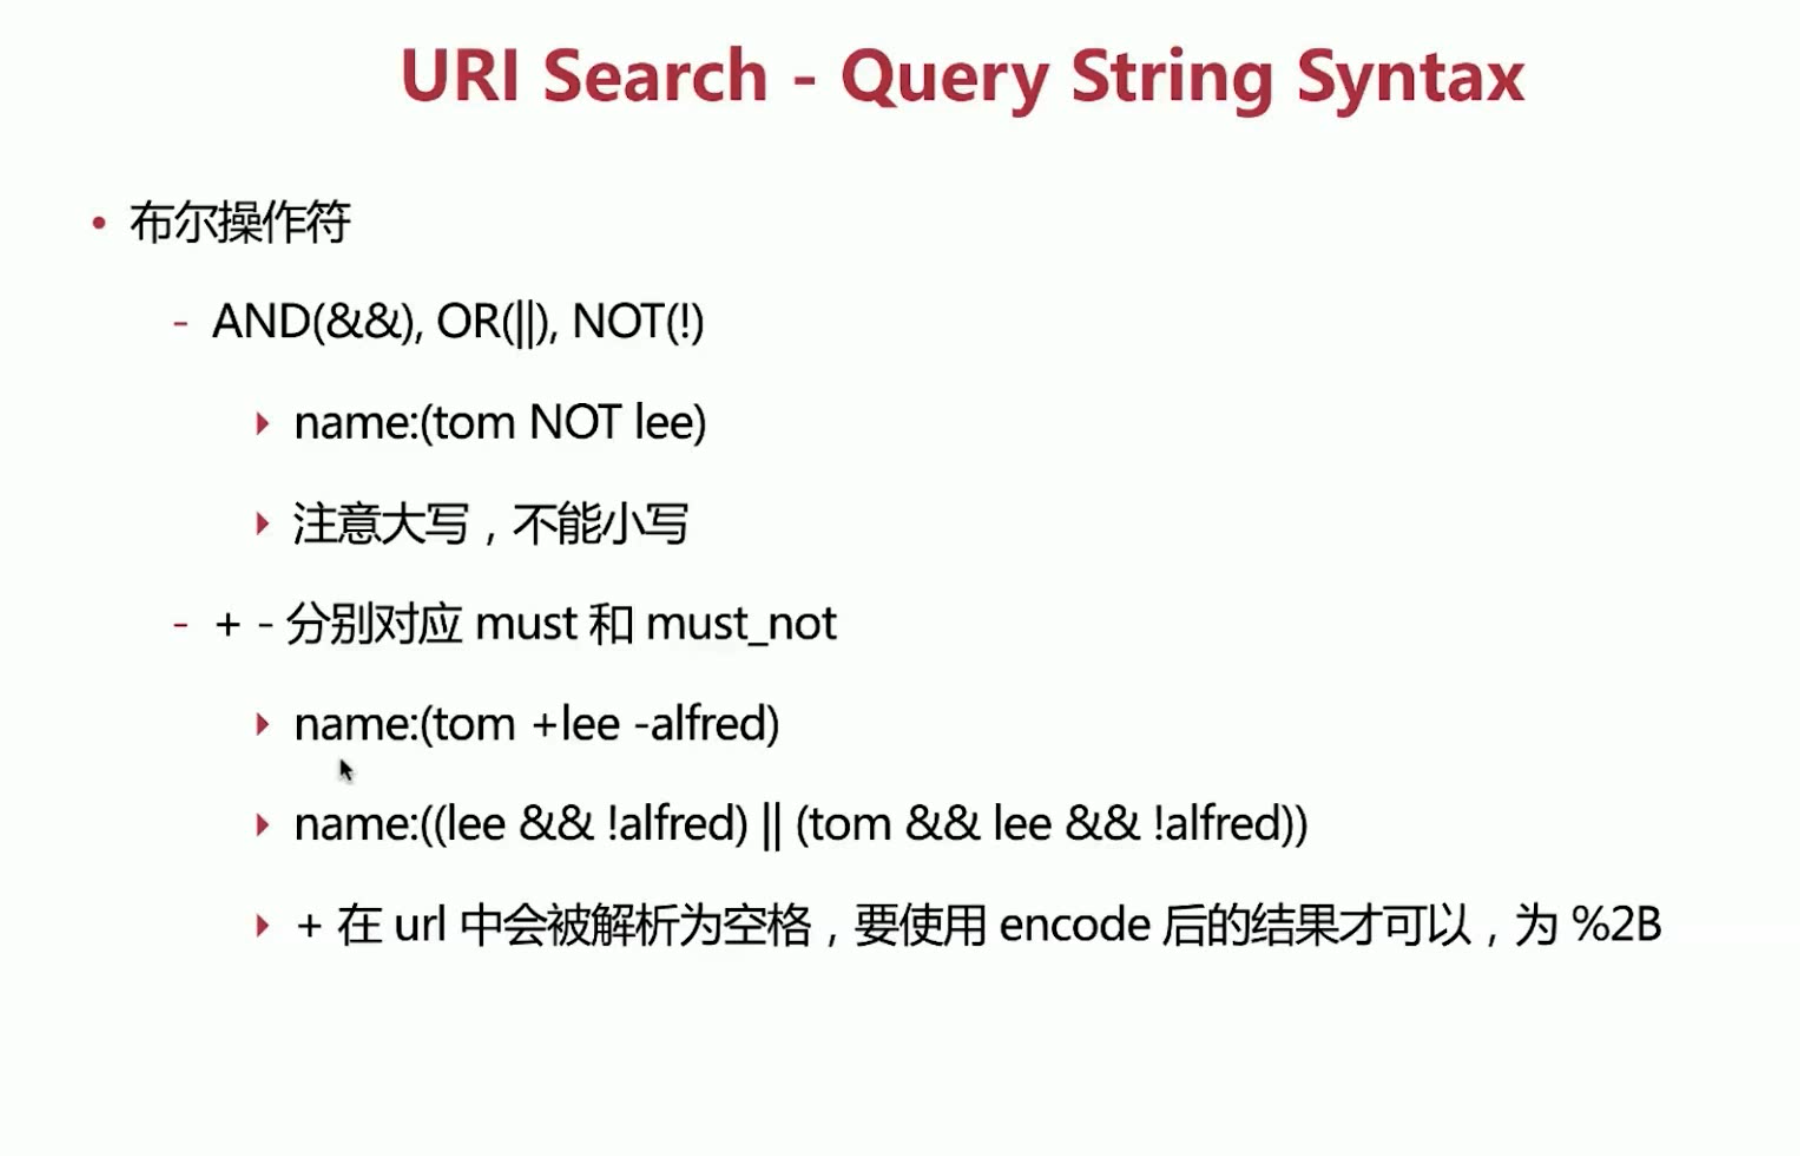 URI Search - Query String Syntax
• 布尔操作符
- AND(&&), OR(||), NOT(!)
name:(tom NOT lee)
注意大写，不能小写
- + - 分别对应 must 和 must_not
name:(tom +lee -alfred)
name:((lee && !alfred) || (tom && lee && !alfred))
+ 在 url 中会被解析为空格，要使用 encode 后的结果才可以，为 %2B